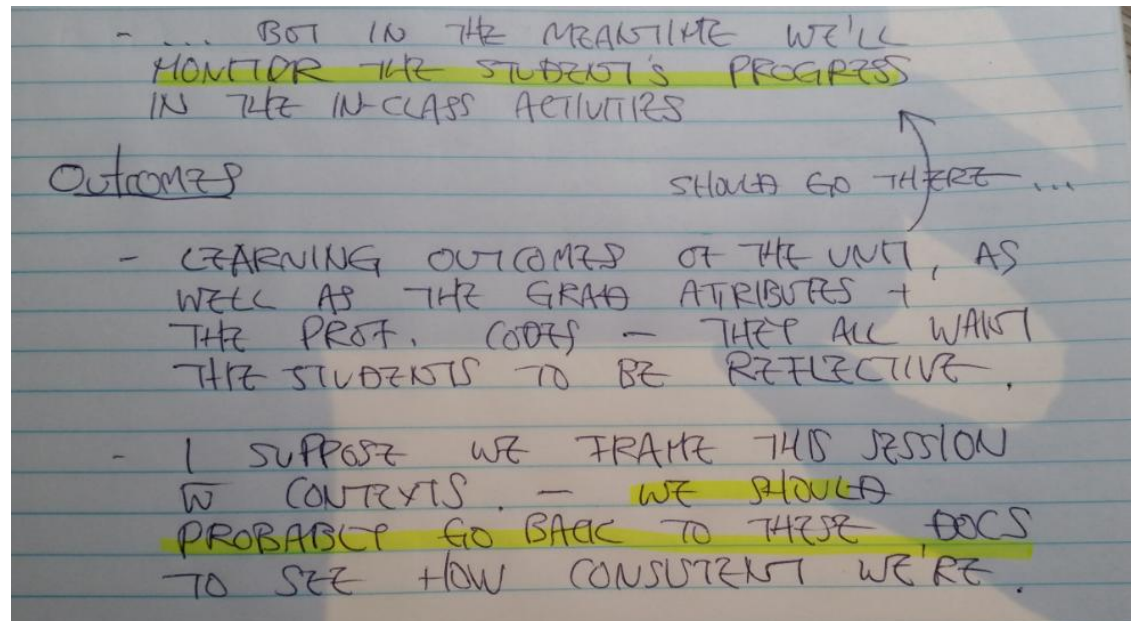 - ... BUT IN THE MEANTIME WE'LL
MONITOR THE STUDENT'S PROGRESS
IN THE IN-CLASS ACTIVITIES
Outcomes
SHOULD GO THERE ...
- LEARNING OUTCOMES OF THE UNIT, AS
WELL AS THE GRAD ATTRIBUTES +
THE PROF. CODES - THEY ALL WANT
THE STUDENTS TO BE REFLECTIVE.
- I SUPPOSE WE FRAME THIS SESSION
W CONTEXTS. - WE SHOULD
PROBABLY GO BACK TO THESE DOCS
TO SEE HOW CONSISTENT WE'RE.